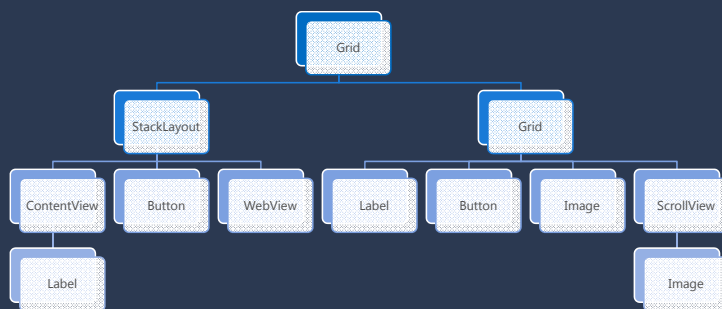 Grid
StackLayout
Grid
ContentView
Button
WebView
Label
Button
Image
ScrollView
Label
Image